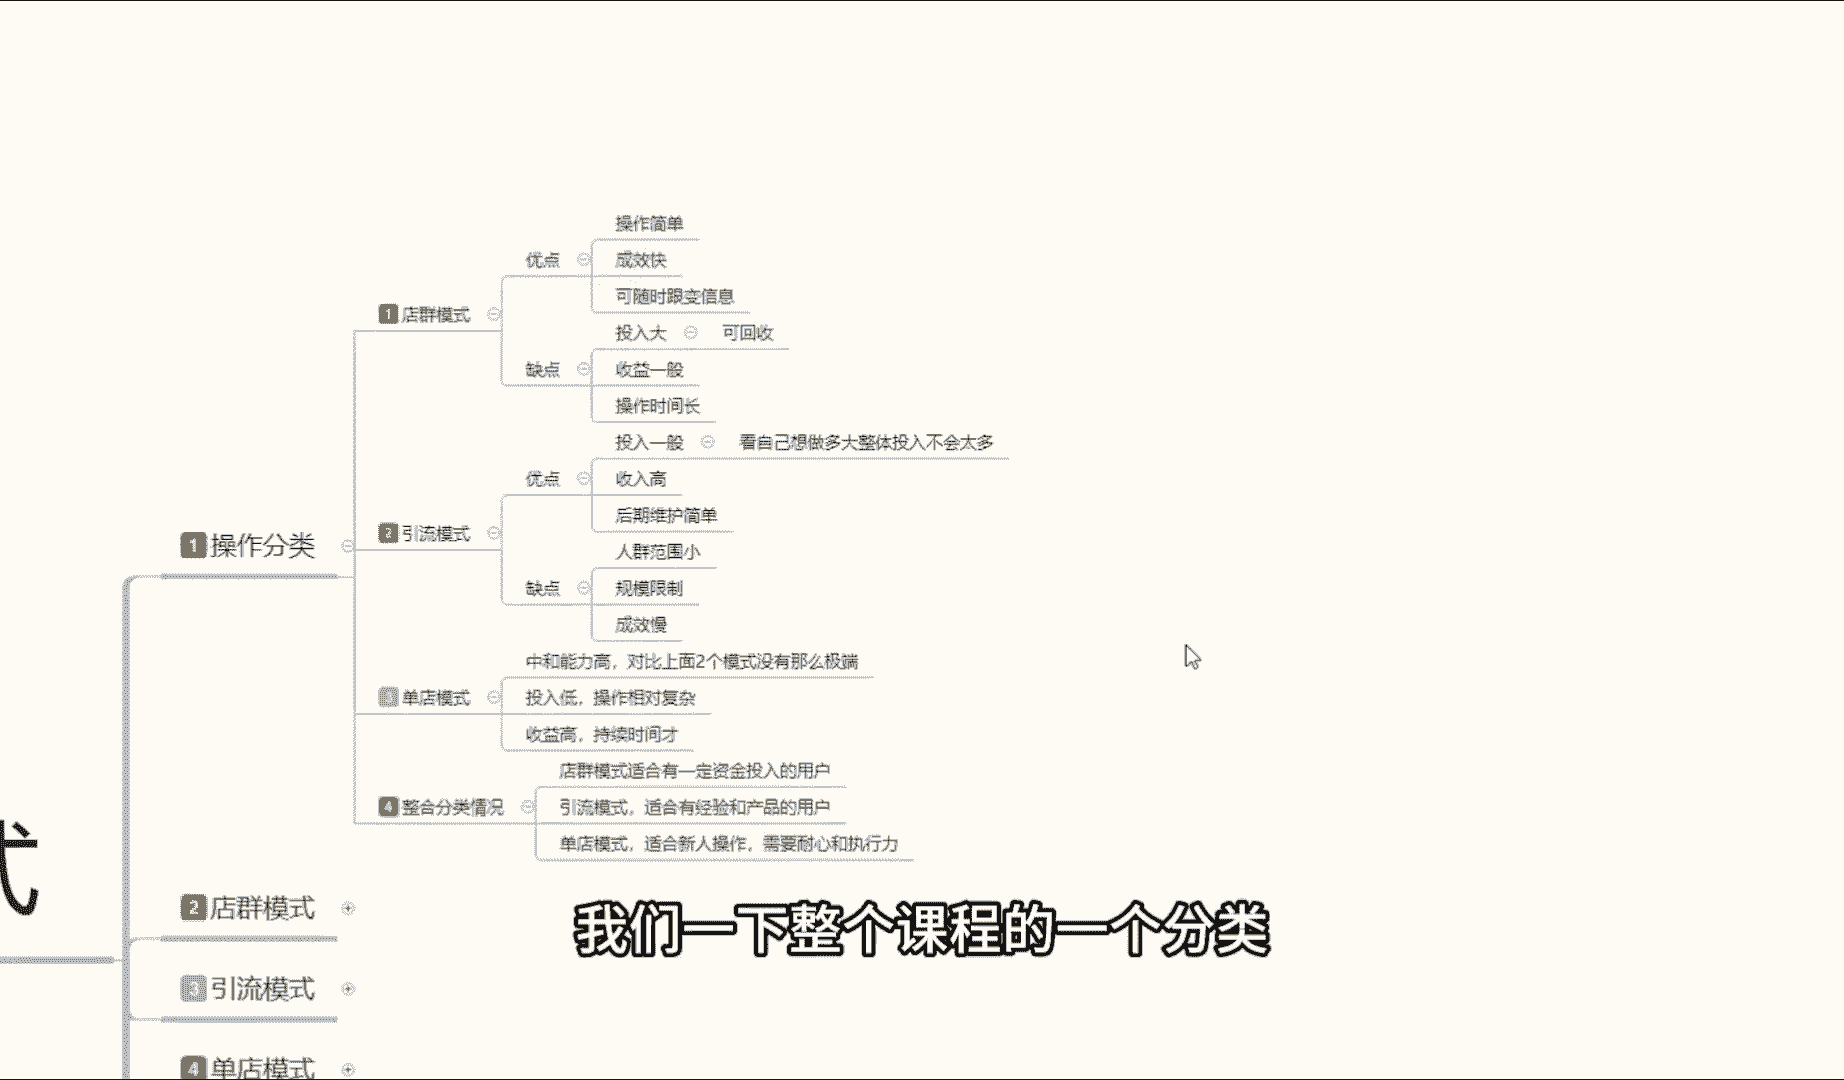 操作简单
优点
成效快
可随时跟变信息
1 店群模式
投入大 可回收
缺点
收益一般
操作时间长
投入一般 看自己想做多大整体投入不会太多
优点
收入高
后期维护简单
1 操作分类
2 引流模式
人群范围小
缺点
规模限制
成效慢
中和能力高，对比上面2个模式没有那么极端
3 单店模式
投入低，操作相对复杂
收益高，持续时间才
店群模式适合有一定资金投入的用户
4 整合分类情况
引流模式，适合有经验和产品的用户
单店模式，适合新人操作，需要耐心和执行力
式
2 店群模式
我们一下整个课程的一个分类
3 引流模式
4 单店模式